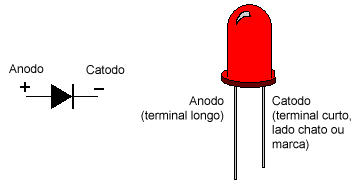 Anodo
Catodo
+
–
Anodo
(terminal longo)
Catodo
(terminal curto,
lado chato ou
marca)